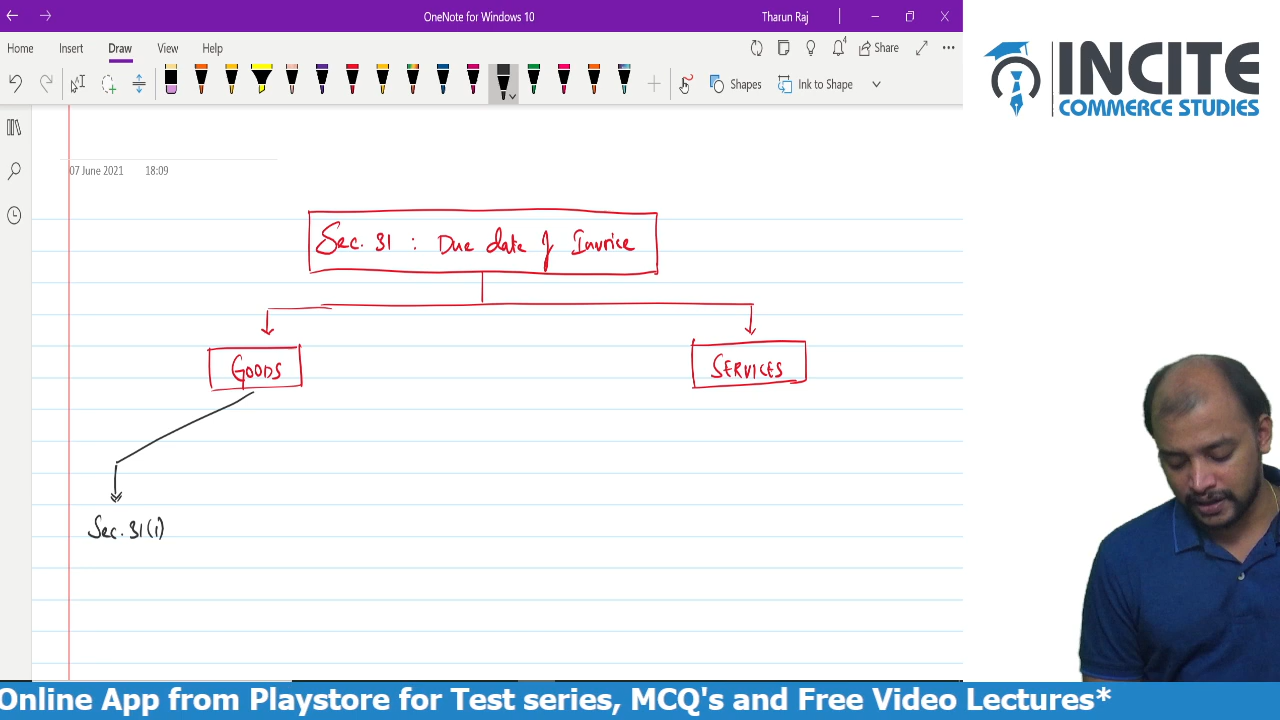 OneNote for Windows 10
Tharun Raj
Home Insert Draw View Help
4
Share
Shapes
Ink to Shape
INCITE
COMMERCE STUDIES
07 June 2021 18:09
Sec. 31 : Due date of Invoice
GOODS
SERVICES
Sec. 31(1)
Online App from Playstore for Test series, MCQ's and Free Video Lectures*